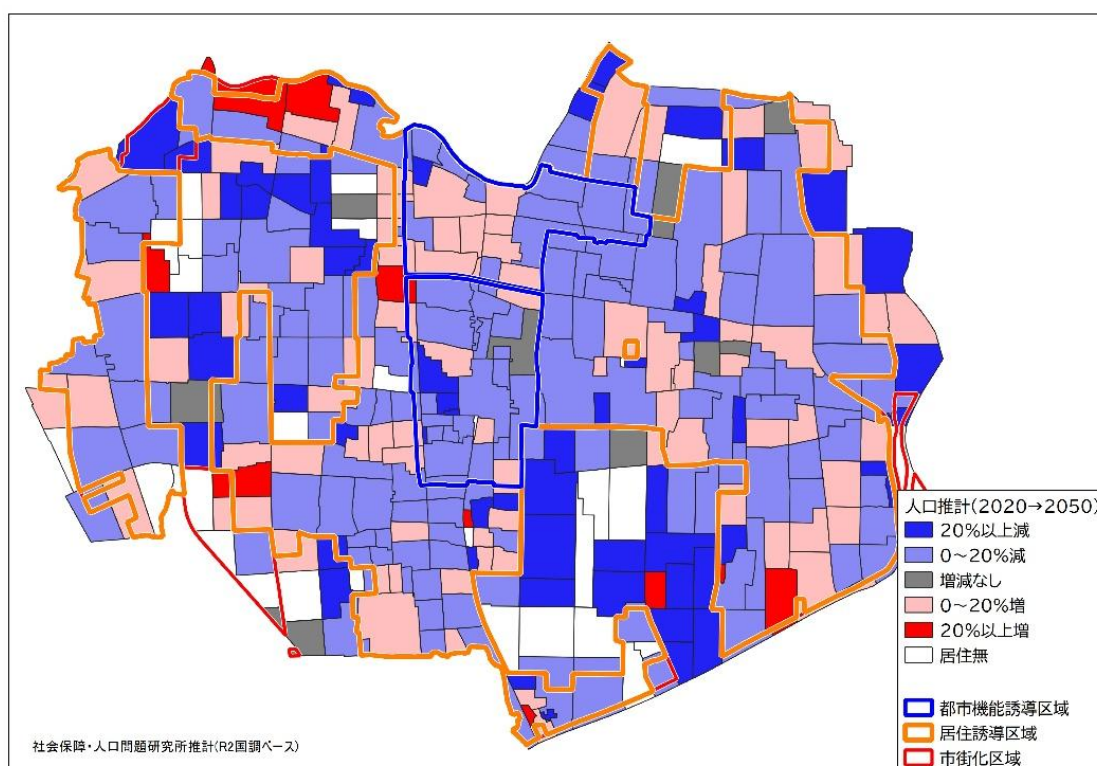 人口推計(2020→2050)
20%以上減
0～20%減
増減なし
0～20%増
20%以上増
居住無
都市機能誘導区域
居住誘導区域
市街化区域
社会保障・人口問題研究所推計(R2国調ベース)